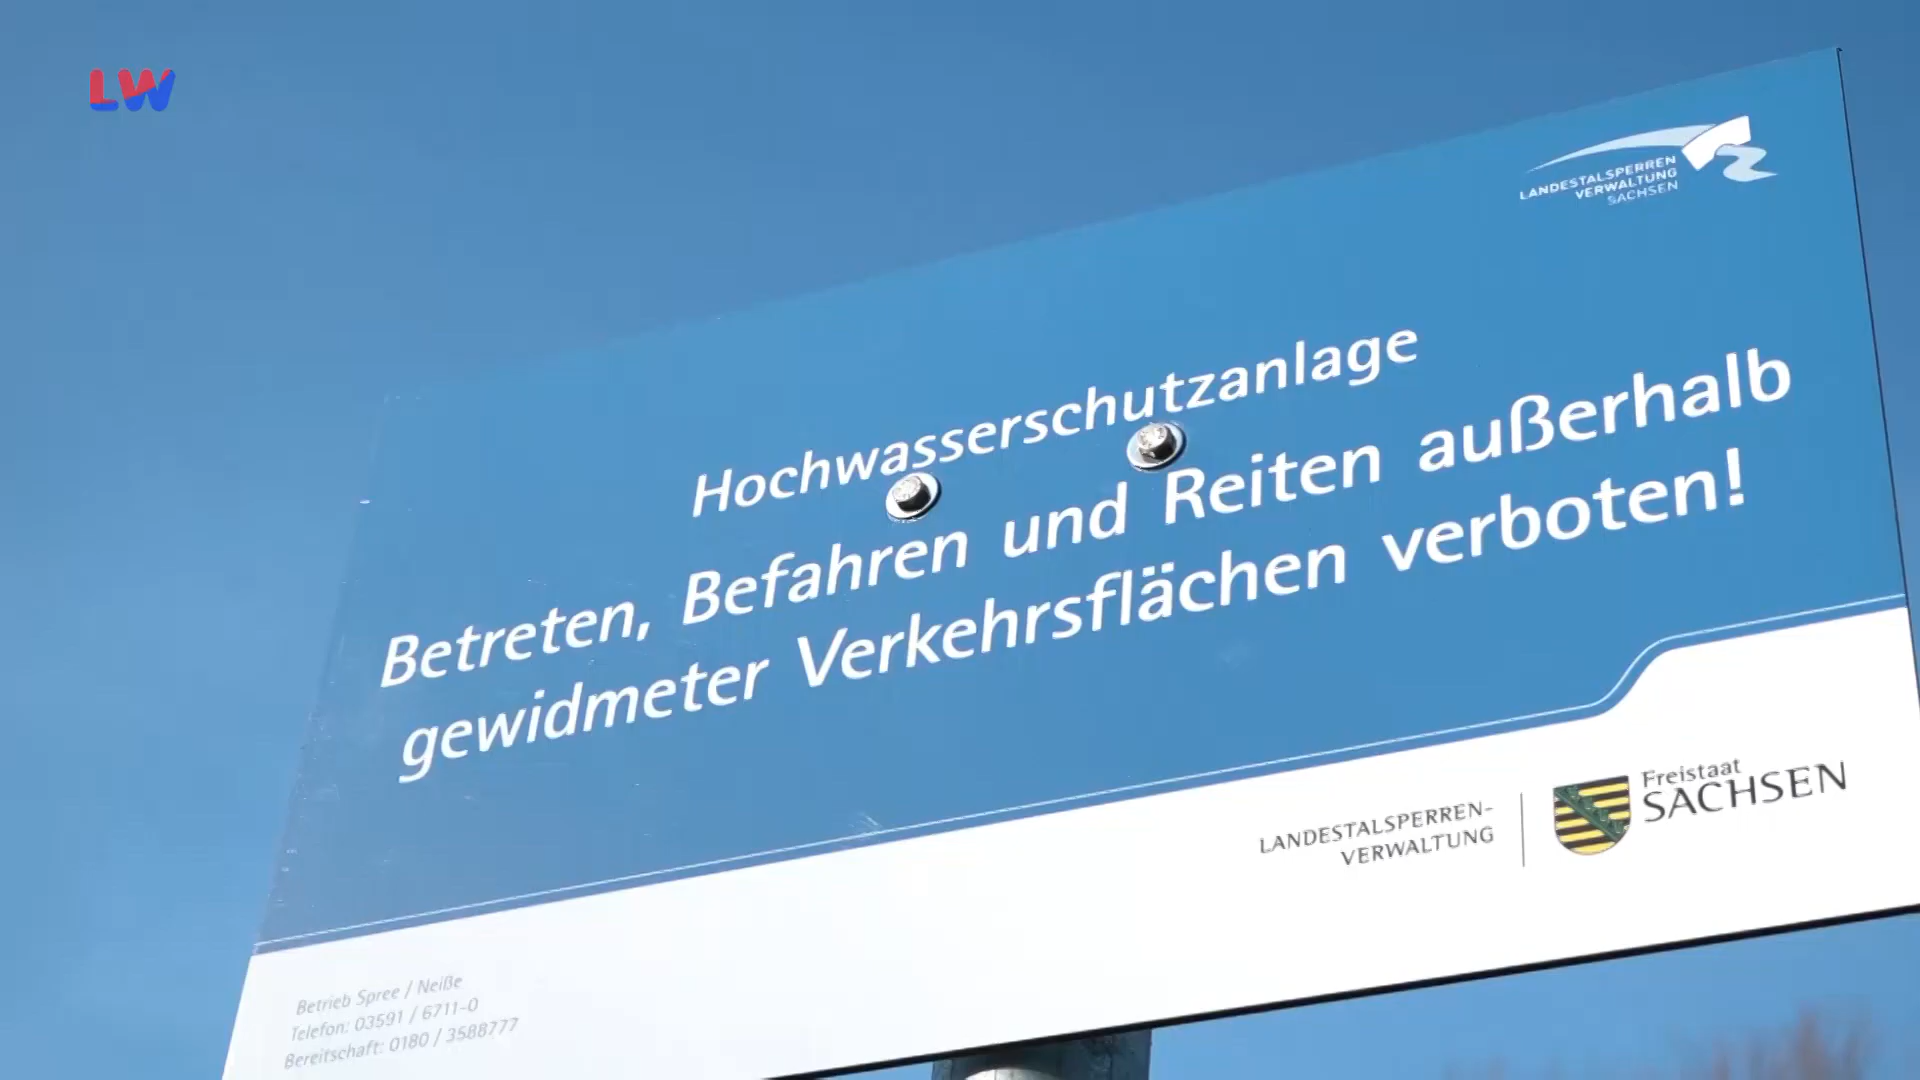 LW
LANDESTALSPERREN
VERWALTUNG
SACHSEN
Hochwasserschutzanlage
Betreten, Befahren und Reiten außerhalb
gewidmeter Verkehrsflächen verboten!
LANDESTALSPERREN-
VERWALTUNG
Freistaat
SACHSEN
Betrieb Spree / Neiße
Telefon: 03591 / 6711-0
Bereitschaft: 0180 / 3588777